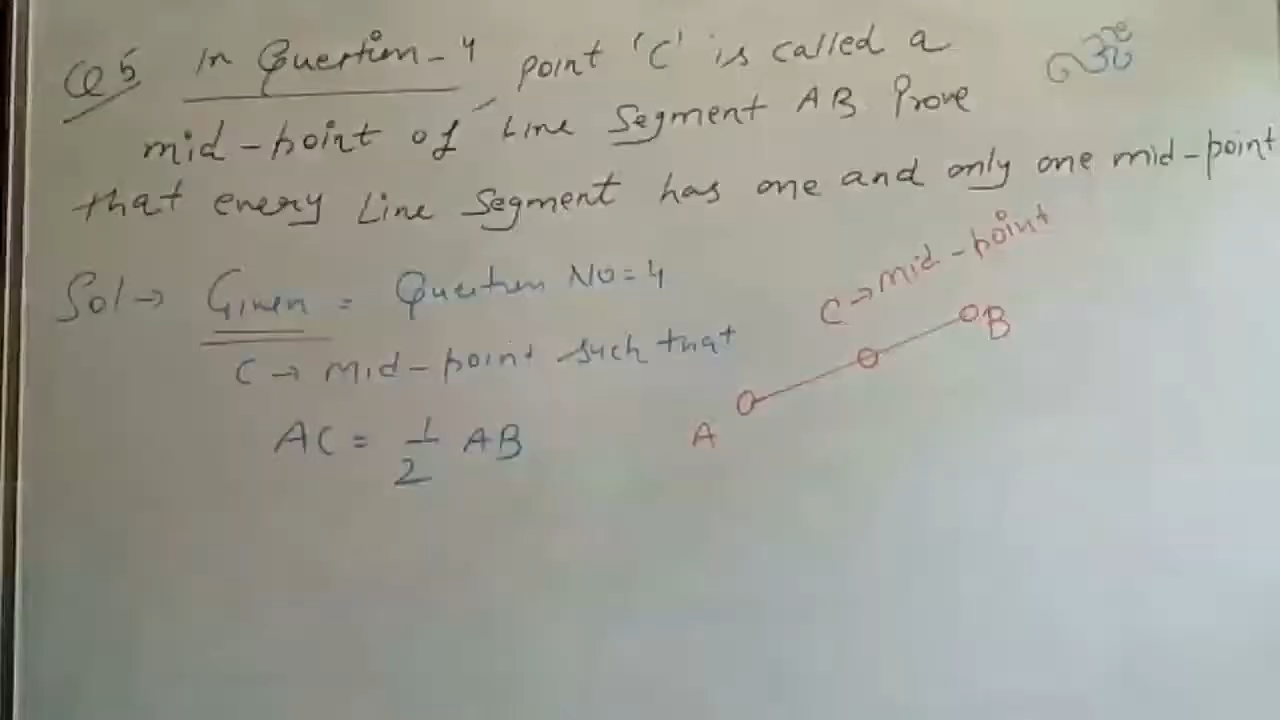 Q5 In Question-4 point 'C' is called a
mid-point of Line Segment AB Prove
that every Line Segment has one and only one mid-point
Sol→ Given = Question No=4
C → mid-point such that
AC = 1/2 AB
C→ mid-point
A
B